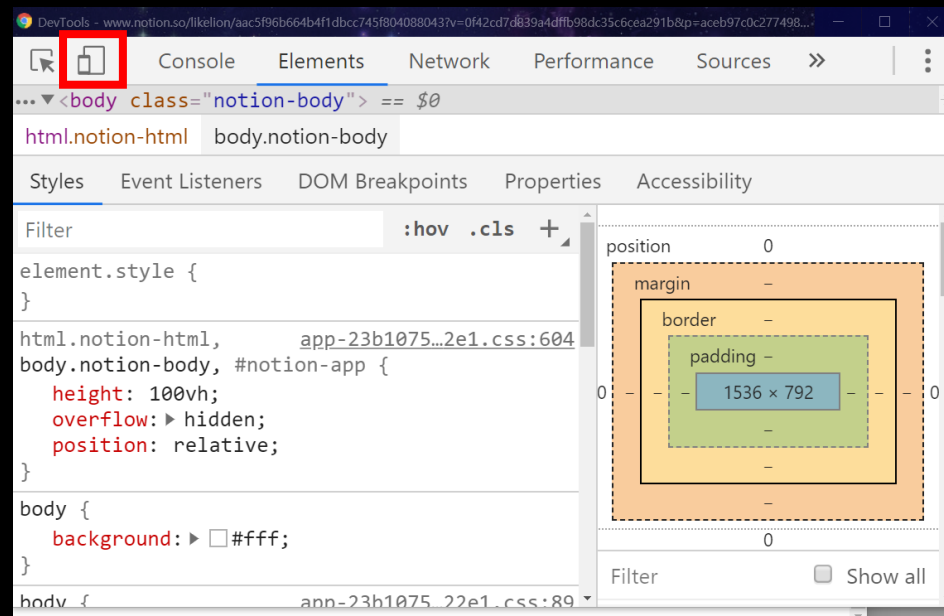 DevTools - www.notion.so/likelion/aac5f96b664b4f1dbcc745f804088043?v=0f42cd7d839a4dffb98dc35c6cea291b&p=aceb97c0c277498...
Console Elements Network Performance Sources »
••• ▼<body class="notion-body"> == $0
html.notion-html body.notion-body
Styles Event Listeners DOM Breakpoints Properties Accessibility
Filter :hov .cls +
element.style {
}
html.notion-html, app-23b1075…2e1.css:604
body.notion-body, #notion-app {
height: 100vh;
overflow: ▶ hidden;
position: relative;
}
body {
background: ▶ #fff;
}
body { app-23b1075…22e1.css:89
position 0
margin –
border –
padding –
0 – – – 1536 × 792 – – – 0
–
–
–
0
Filter Show all